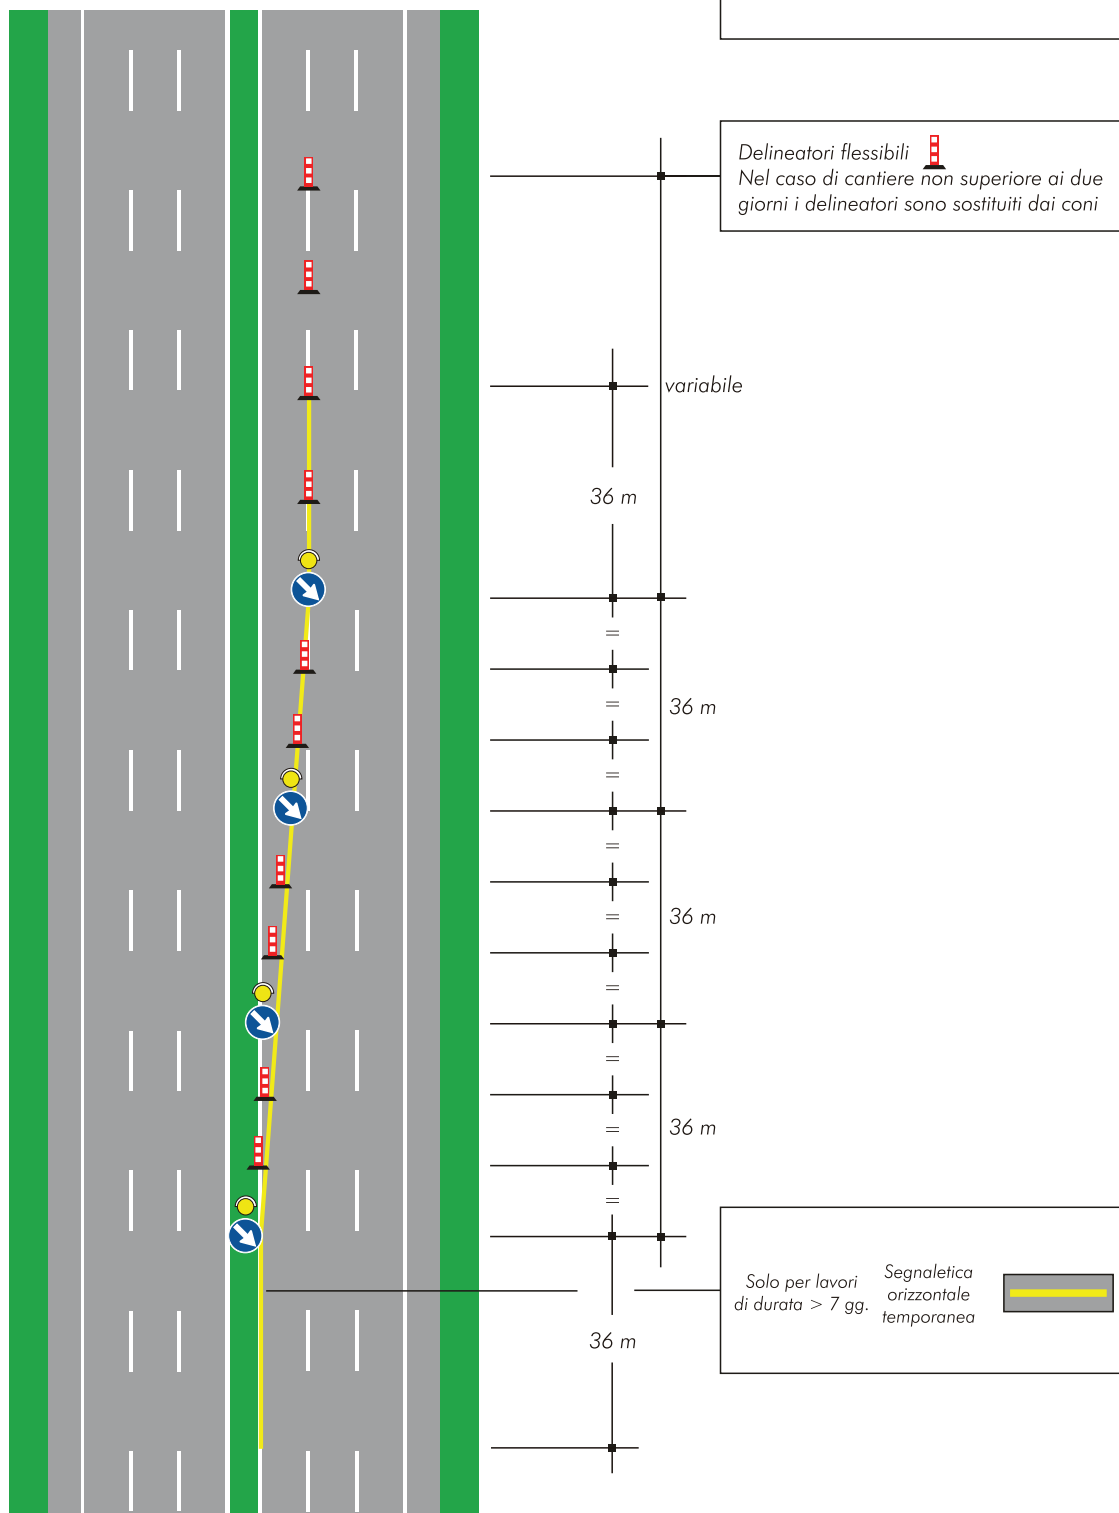 Delineatori flessibili
Nel caso di cantiere non superiore ai due
giorni i delineatori sono sostituiti dai coni
variabile
36 m
=
=
36 m
=
=
=
36 m
=
=
=
36 m
=
=
Solo per lavori
di durata > 7 gg.
Segnaletica
orizzontale
temporanea
36 m